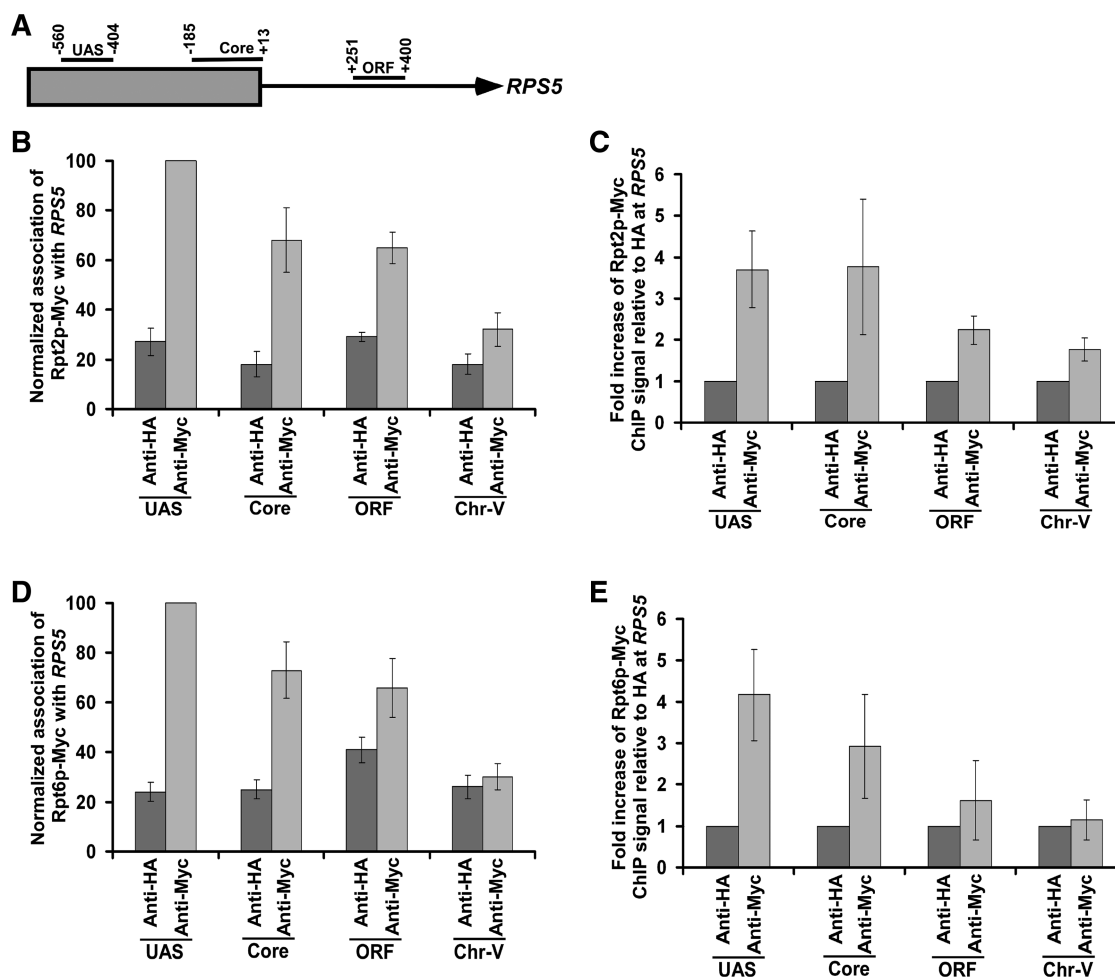 A
-560
UAS
-404
-185
Core
+13
+251
ORF
+400
RPS5
B
Normalized association of
Rpt2p-Myc with RPS5
100
80
60
40
20
0
Anti-HA
Anti-Myc
Anti-HA
Anti-Myc
Anti-HA
Anti-Myc
Anti-HA
Anti-Myc
UAS
Core
ORF
Chr-V
C
Fold increase of Rpt2p-Myc
ChIP signal relative to HA at RPS5
6
5
4
3
2
1
0
Anti-HA
Anti-Myc
Anti-HA
Anti-Myc
Anti-HA
Anti-Myc
Anti-HA
Anti-Myc
UAS
Core
ORF
Chr-V
D
Normalized association of
Rpt6p-Myc with RPS5
100
80
60
40
20
0
Anti-HA
Anti-Myc
Anti-HA
Anti-Myc
Anti-HA
Anti-Myc
Anti-HA
Anti-Myc
UAS
Core
ORF
Chr-V
E
Fold increase of Rpt6p-Myc
ChIP signal relative to HA at RPS5
6
5
4
3
2
1
0
Anti-HA
Anti-Myc
Anti-HA
Anti-Myc
Anti-HA
Anti-Myc
Anti-HA
Anti-Myc
UAS
Core
ORF
Chr-V